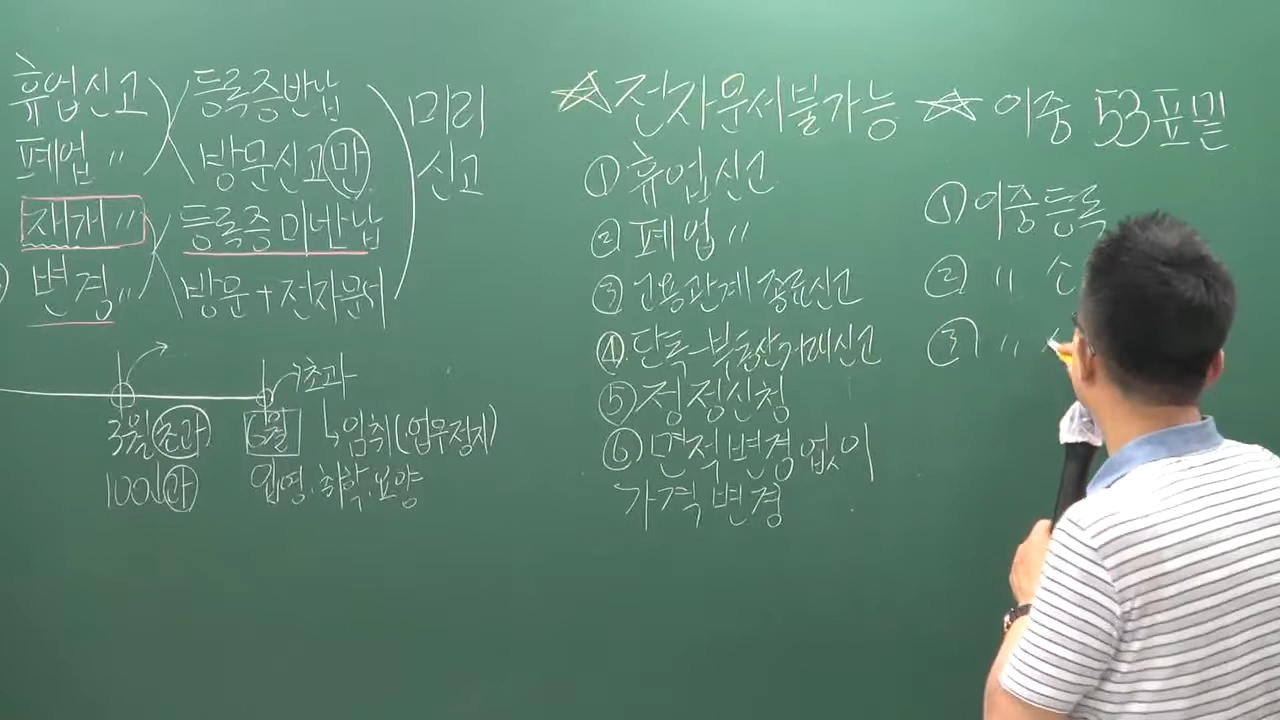 휴업신고
폐업 〃
재개 〃
변경 〃
등록증반납
방문신고만
등록증미반납
방문+전자문서
미리
신고
3월초과
100만
6월
초과
↳임취(업무정지)
입영·취학·요양
☆전자문서불가능
① 휴업신고
② 폐업 〃
③ 고용관계 종료신고
④ 단독-부동산거래신고
⑤ 정정신청
⑥ 면적변경없이
가격변경
☆ 이중 53포밀
① 이중등록
② 〃 소
③ 〃